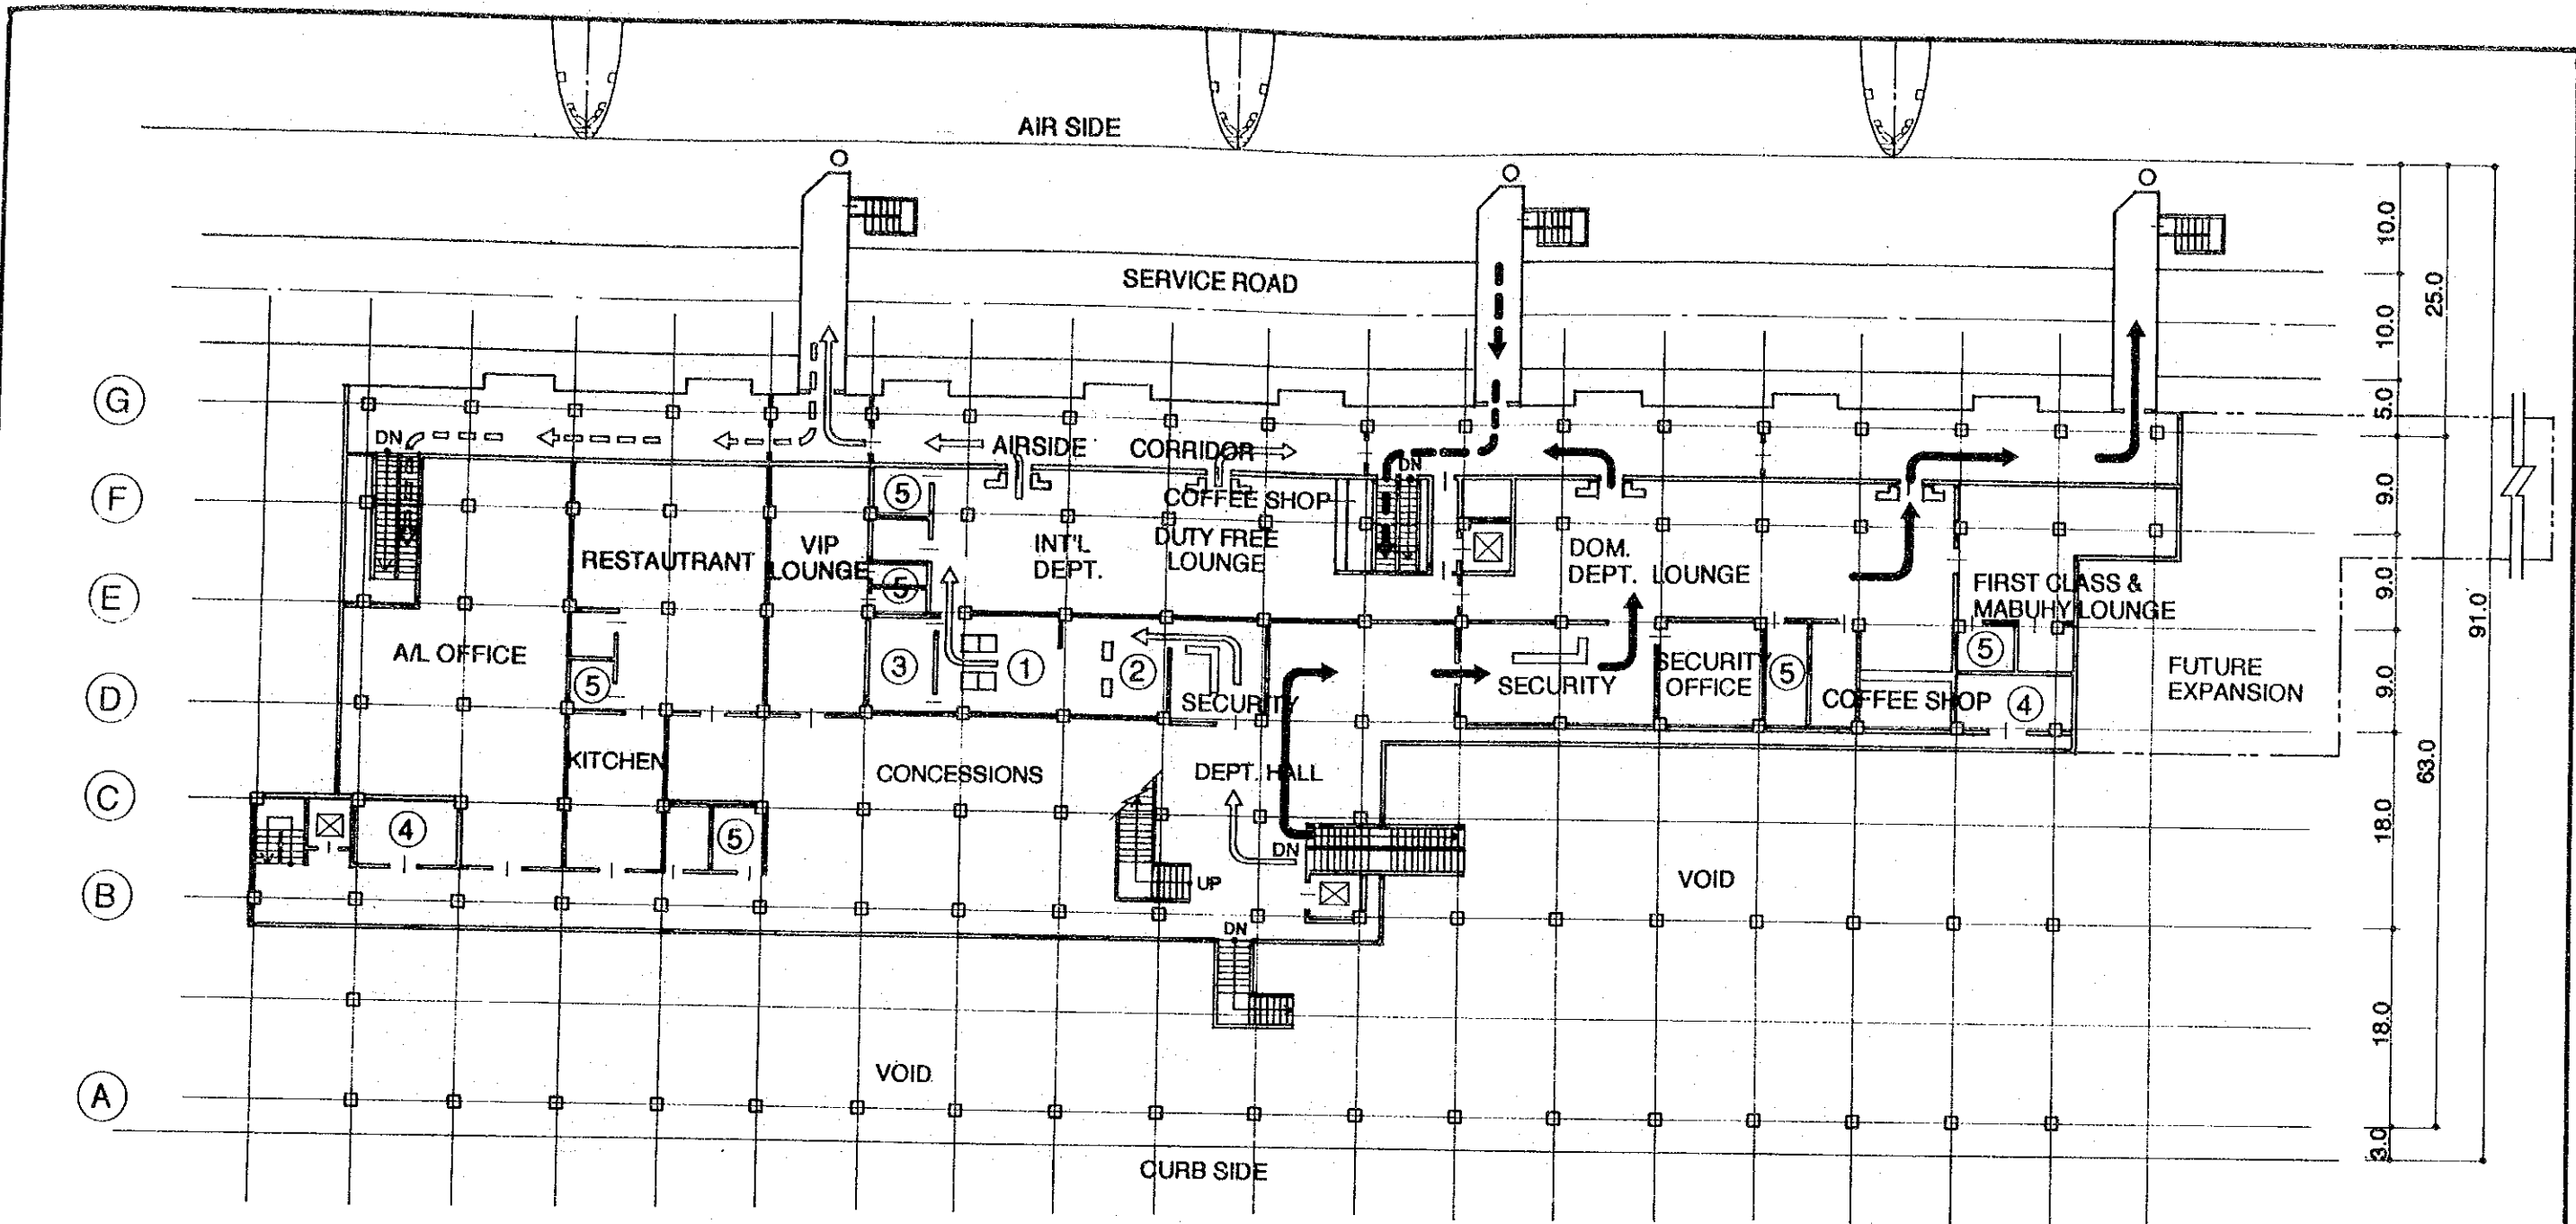 AIR SIDE
SERVICE ROAD
10.0
10.0
25.0
5.0
G
DN
AIRSIDE CORRIDOR
DN
F
5
COFFEE SHOP
9.0
RESTAUTRANT
VIP
LOUNGE
INT'L
DEPT.
DUTY FREE
LOUNGE
DOM.
DEPT. LOUNGE
E
5
FIRST CLASS &
MABUHY LOUNGE
9.0
91.0
A/L OFFICE
5
3
1
2
SECURITY
SECURITY
SECURITY
OFFICE
5
COFFEE SHOP
5
4
FUTURE
EXPANSION
9.0
D
KITCHEN
CONCESSIONS
DEPT. HALL
63.0
C
4
5
DN
18.0
B
UP
VOID
DN
18.0
VOID
A
CURB SIDE
3.0